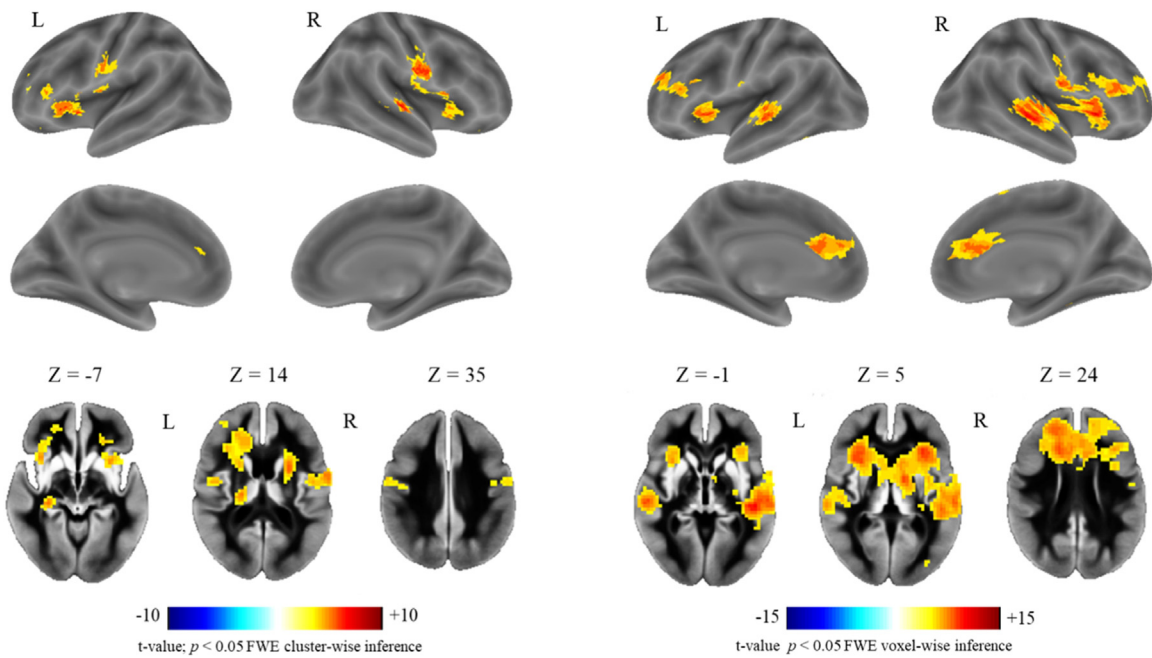 L R
L R
Z = -7 Z = 14 Z = 35
L R
Z = -1 Z = 5 Z = 24
L R
-10 +10
t-value; p < 0.05 FWE cluster-wise inference
-15 +15
t-value p < 0.05 FWE voxel-wise inference